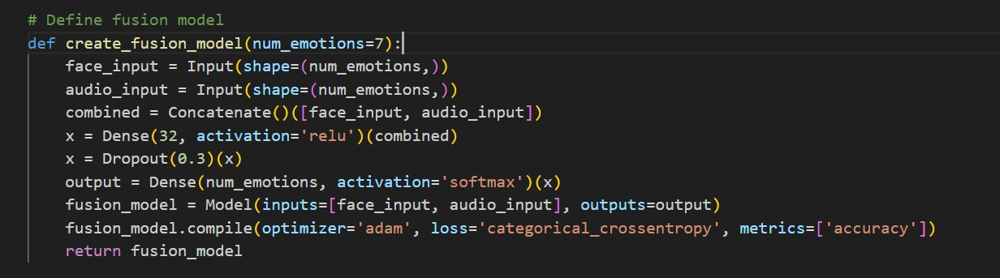 # Define fusion model
def create_fusion_model(num_emotions=7):
    face_input = Input(shape=(num_emotions,))
    audio_input = Input(shape=(num_emotions,))
    combined = Concatenate()([face_input, audio_input])
    x = Dense(32, activation='relu')(combined)
    x = Dropout(0.3)(x)
    output = Dense(num_emotions, activation='softmax')(x)
    fusion_model = Model(inputs=[face_input, audio_input], outputs=output)
    fusion_model.compile(optimizer='adam', loss='categorical_crossentropy', metrics=['accuracy'])
    return fusion_model